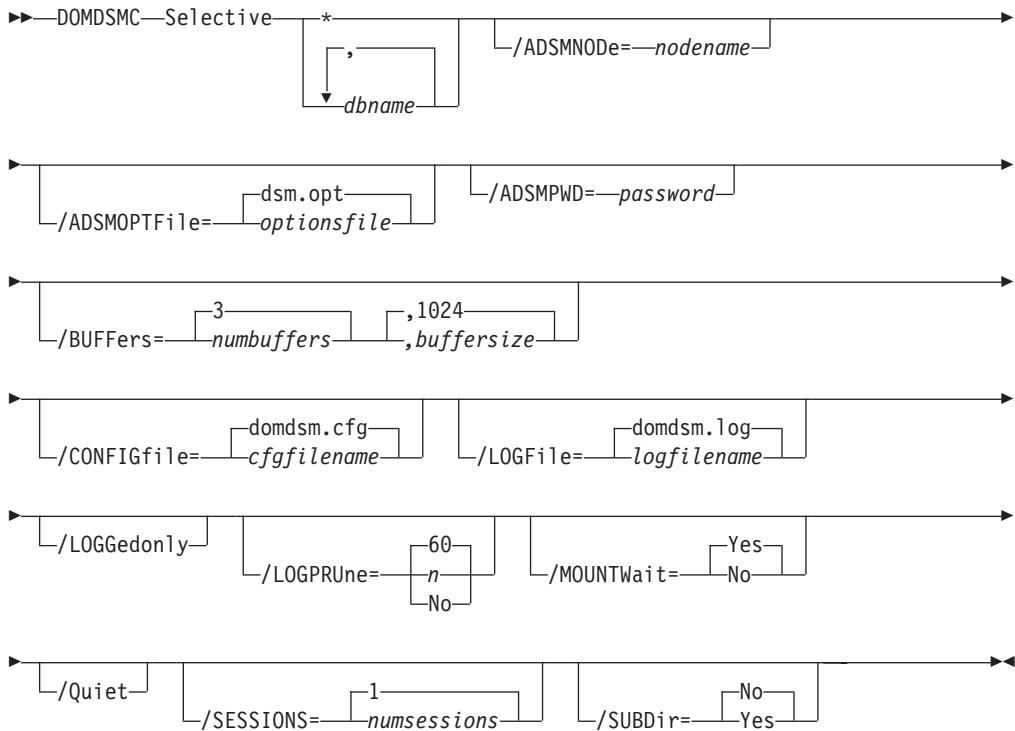 DOMDSMC Selective *
,
dbname
/ADSMNODe= nodename
/ADSMOPTFile= dsm.opt
optionsfile
/ADSMPWD= password
/BUFFers= 3
numbuffers
,1024
,buffersize
/CONFIGfile= domdsm.cfg
cfgfilename
/LOGFile= domdsm.log
logfilename
/LOGGedonly
/LOGPRUne= 60
n
No
/MOUNTWait= Yes
No
/Quiet
/SESSIONS= 1
numsessions
/SUBDir= No
Yes